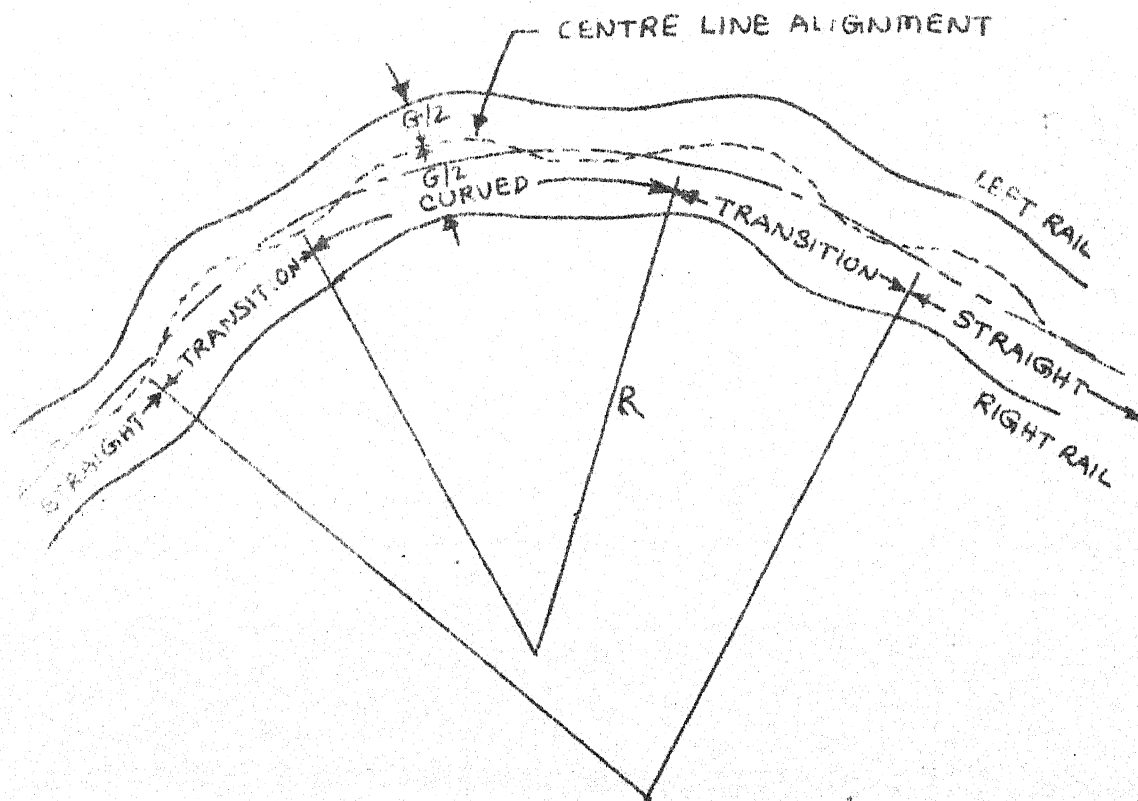 CENTRE LINE ALIGNMENT
G/2
G/2
CURVED
TRANSITION
TRANSITION
STRAIGHT
STRAIGHT
LEFT RAIL
RIGHT RAIL
R